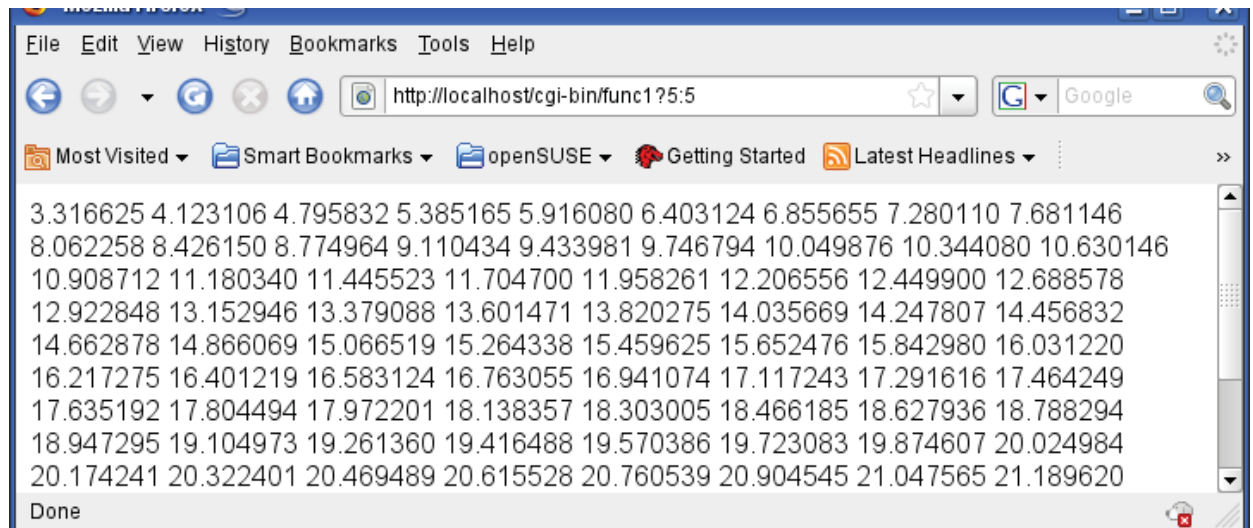 Mozilla Firefox
File Edit View History Bookmarks Tools Help
http://localhost/cgi-bin/func1?5:5 G Google
Most Visited Smart Bookmarks openSUSE Getting Started Latest Headlines »
3.316625 4.123106 4.795832 5.385165 5.916080 6.403124 6.855655 7.280110 7.681146
8.062258 8.426150 8.774964 9.110434 9.433981 9.746794 10.049876 10.344080 10.630146
10.908712 11.180340 11.445523 11.704700 11.958261 12.206556 12.449900 12.688578
12.922848 13.152946 13.379088 13.601471 13.820275 14.035669 14.247807 14.456832
14.662878 14.866069 15.066519 15.264338 15.459625 15.652476 15.842980 16.031220
16.217275 16.401219 16.583124 16.763055 16.941074 17.117243 17.291616 17.464249
17.635192 17.804494 17.972201 18.138357 18.303005 18.466185 18.627936 18.788294
18.947295 19.104973 19.261360 19.416488 19.570386 19.723083 19.874607 20.024984
20.174241 20.322401 20.469489 20.615528 20.760539 20.904545 21.047565 21.189620
Done